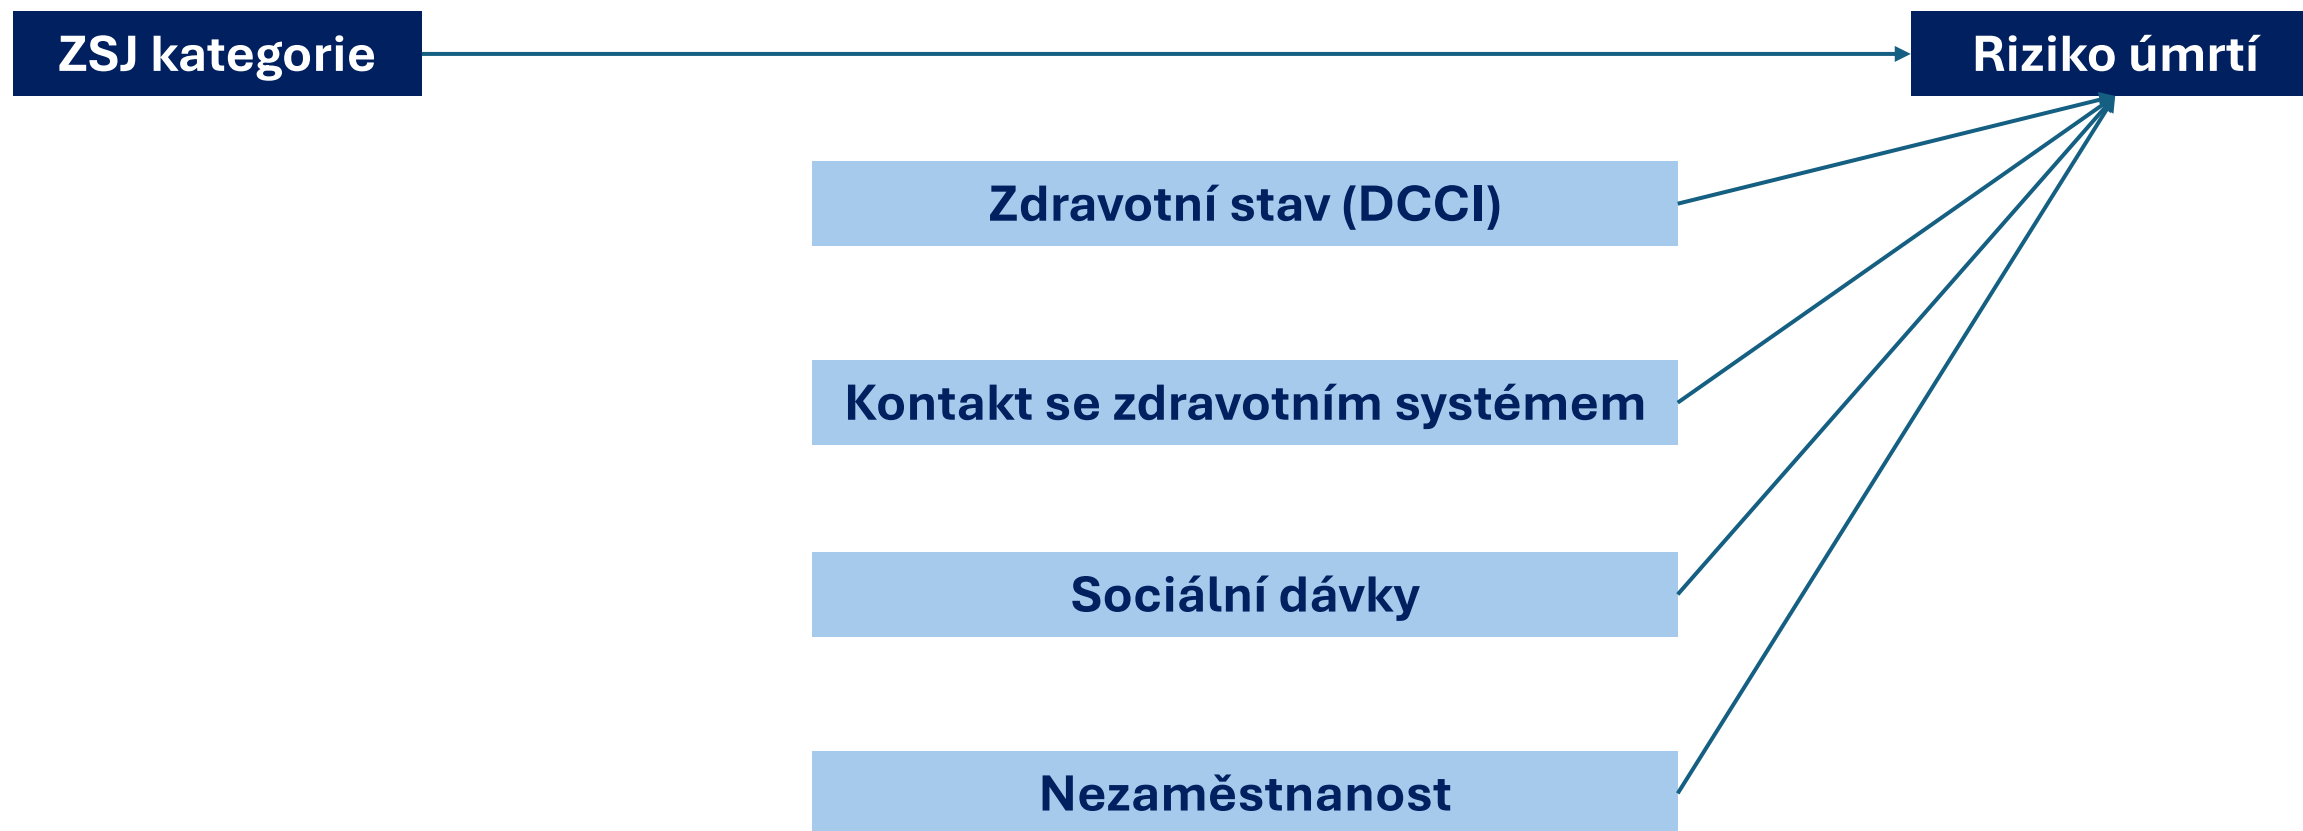 ZSJ kategorie
Riziko úmrtí
Zdravotní stav (DCCI)
Kontakt se zdravotním systémem
Sociální dávky
Nezaměstnanost